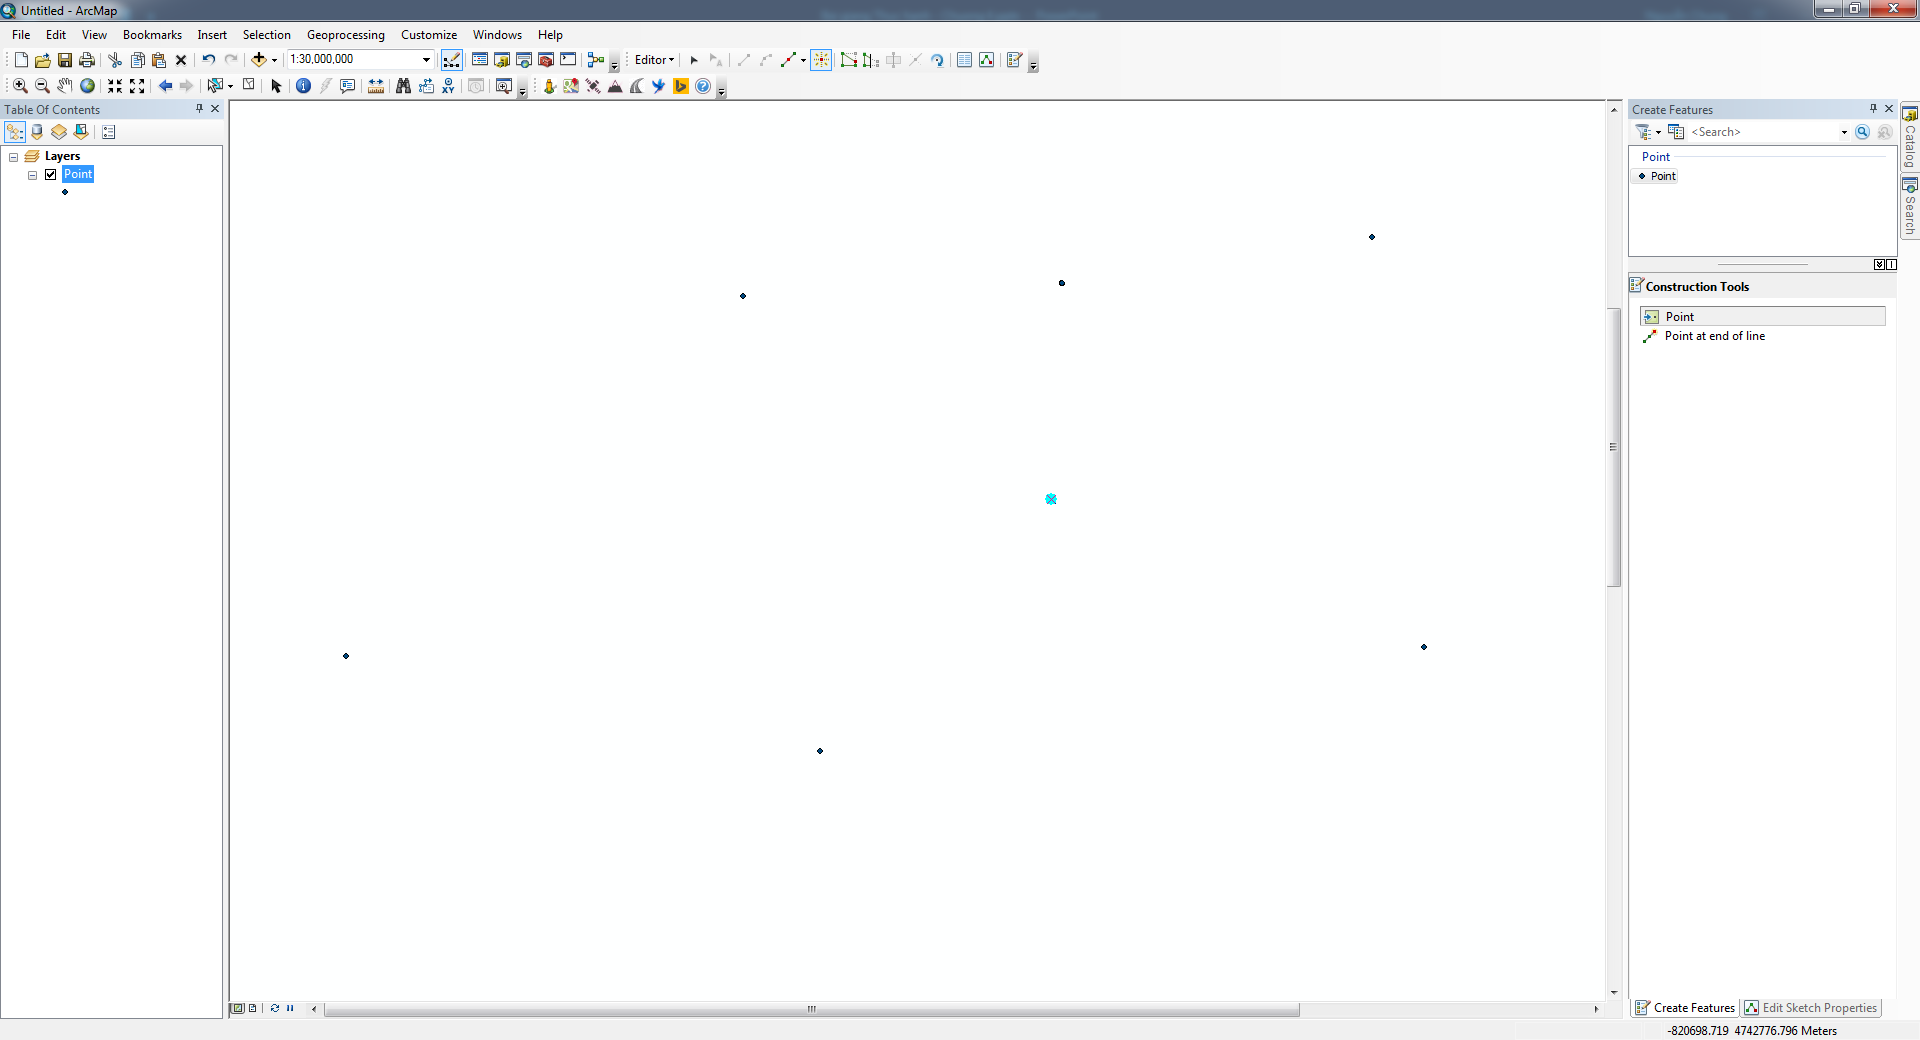 Untitled - ArcMap
File Edit View Bookmarks Insert Selection Geoprocessing Customize Windows Help
1:30,000,000
Editor
Table Of Contents
Layers
Point
Create Features
<Search>
Point
Point
Construction Tools
Point
Point at end of line
Catalog
Search
Create Features
Edit Sketch Properties
-820698.719 4742776.796 Meters